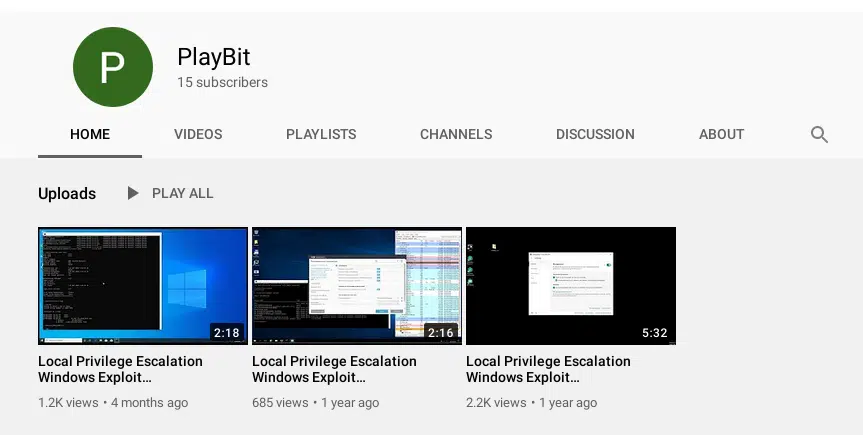 P
PlayBit
15 subscribers
HOME VIDEOS PLAYLISTS CHANNELS DISCUSSION ABOUT
Uploads PLAY ALL
2:18 2:16 5:32
Local Privilege Escalation Local Privilege Escalation Local Privilege Escalation
Windows Exploit... Windows Exploit... Windows Exploit...
1.2K views • 4 months ago 685 views • 1 year ago 2.2K views • 1 year ago